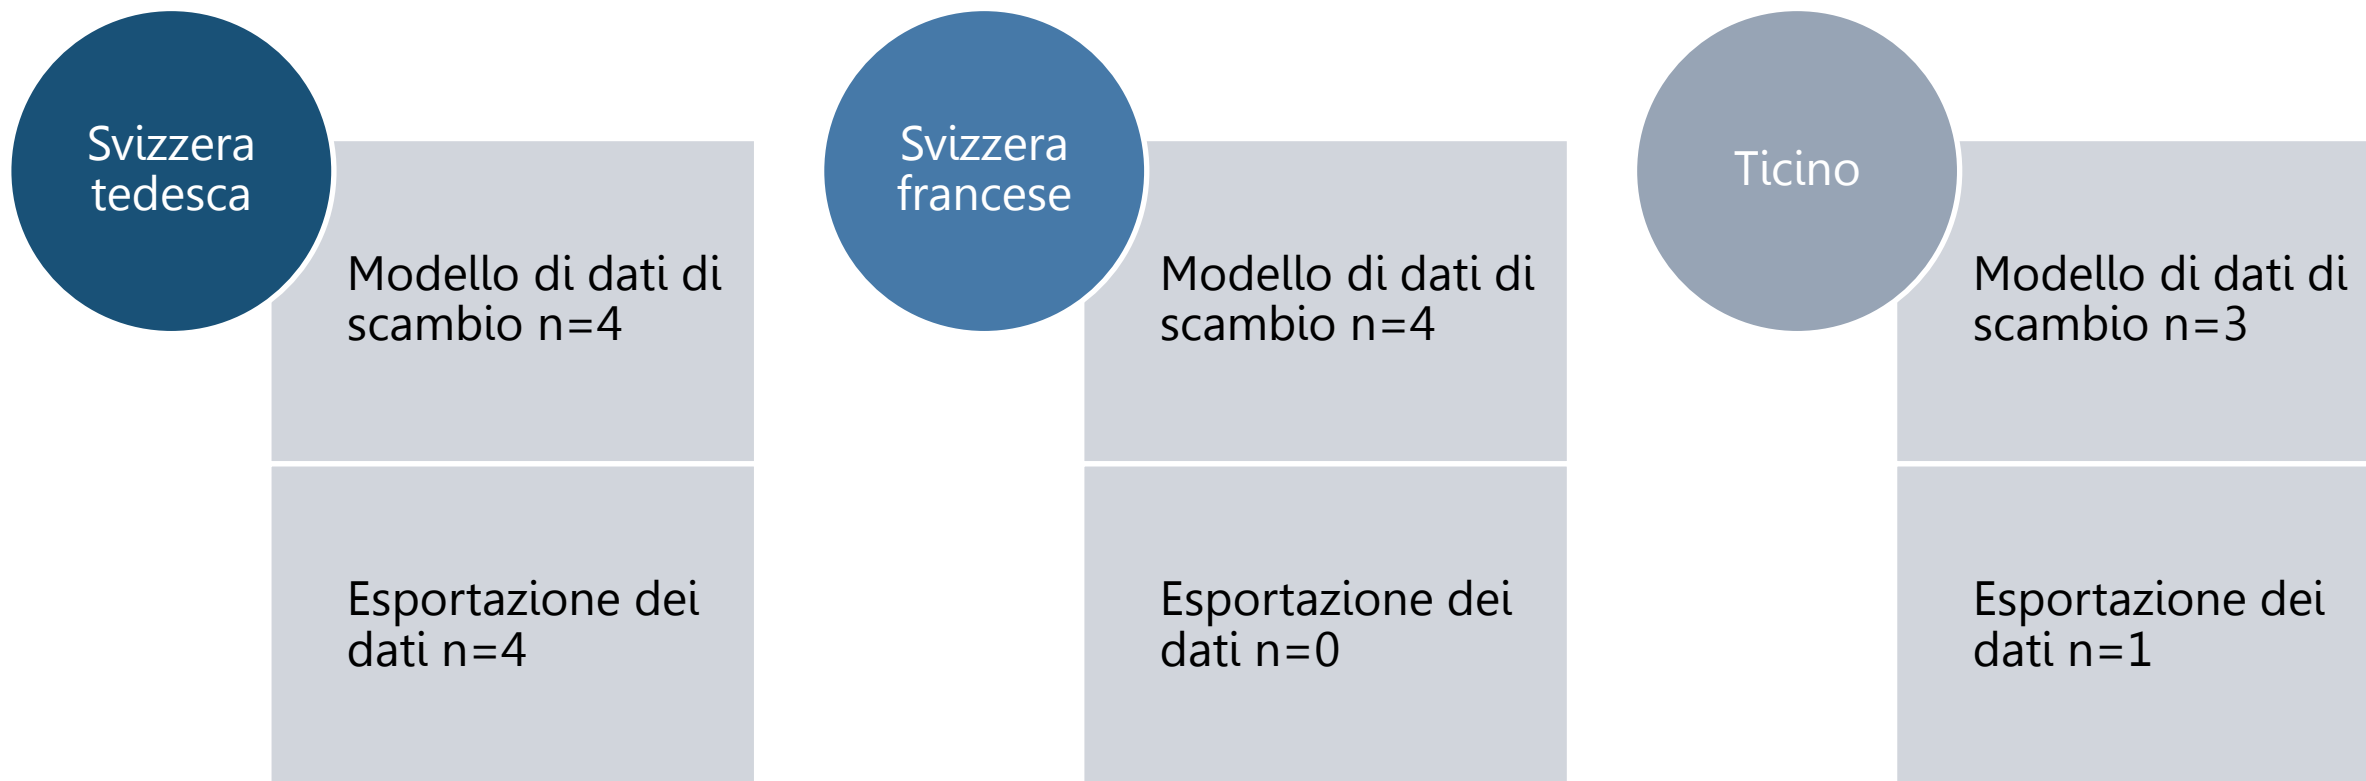 Svizzera
tedesca
Modello di dati di
scambio n=4
Esportazione dei
dati n=4
Svizzera
francese
Modello di dati di
scambio n=4
Esportazione dei
dati n=0
Ticino
Modello di dati di
scambio n=3
Esportazione dei
dati n=1